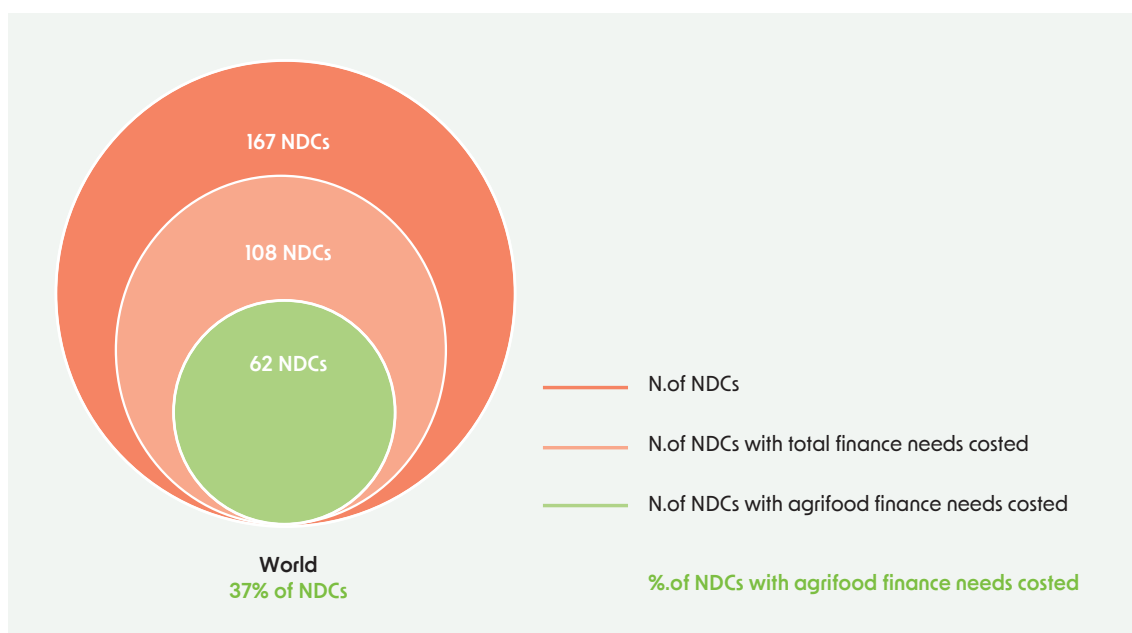 167 NDCs
108 NDCs
62 NDCs
N.of NDCs
N.of NDCs with total finance needs costed
N.of NDCs with agrifood finance needs costed
World
37% of NDCs
%.of NDCs with agrifood finance needs costed